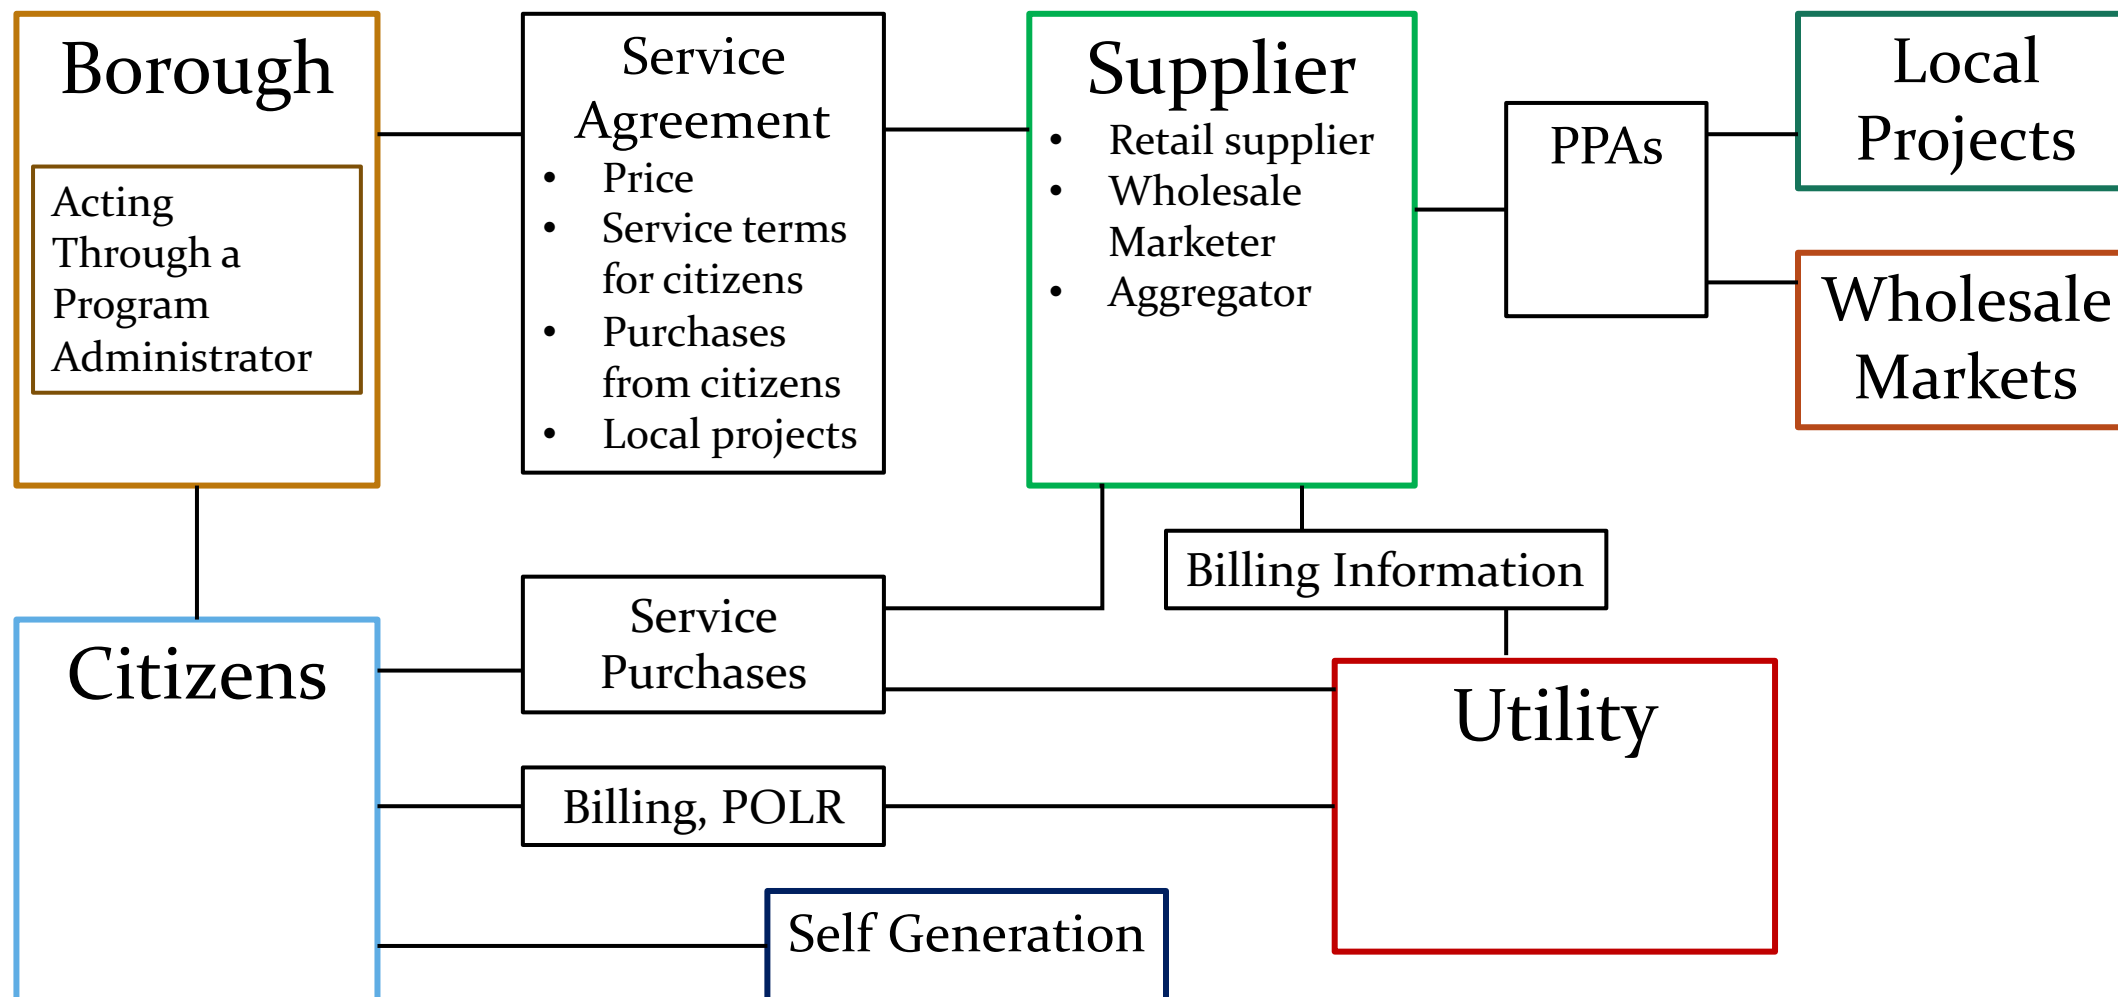 Borough
Acting
Through a
Program
Administrator
Service
Agreement
• Price
• Service terms
for citizens
• Purchases
from citizens
• Local projects
Supplier
• Retail supplier
• Wholesale
Marketer
• Aggregator
PPAs
Local
Projects
Wholesale
Markets
Billing Information
Citizens
Service
Purchases
Utility
Billing, POLR
Self Generation